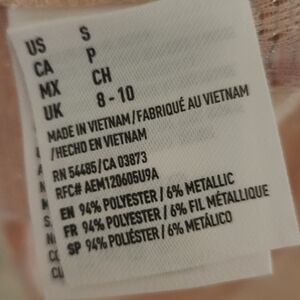 US S
CA P
MX CH
UK 8 - 10
MADE IN VIETNAM/FABRIQUÉ AU VIETNAM
/HECHO EN VIETNAM
RN 54485/CA 03873
RFC# AEM120605U9A
EN 94% POLYESTER / 6% METALLIC
FR 94% POLYESTER / 6% FIL MÉTALLIQUE
SP 94% POLIÉSTER / 6% METÁLICO